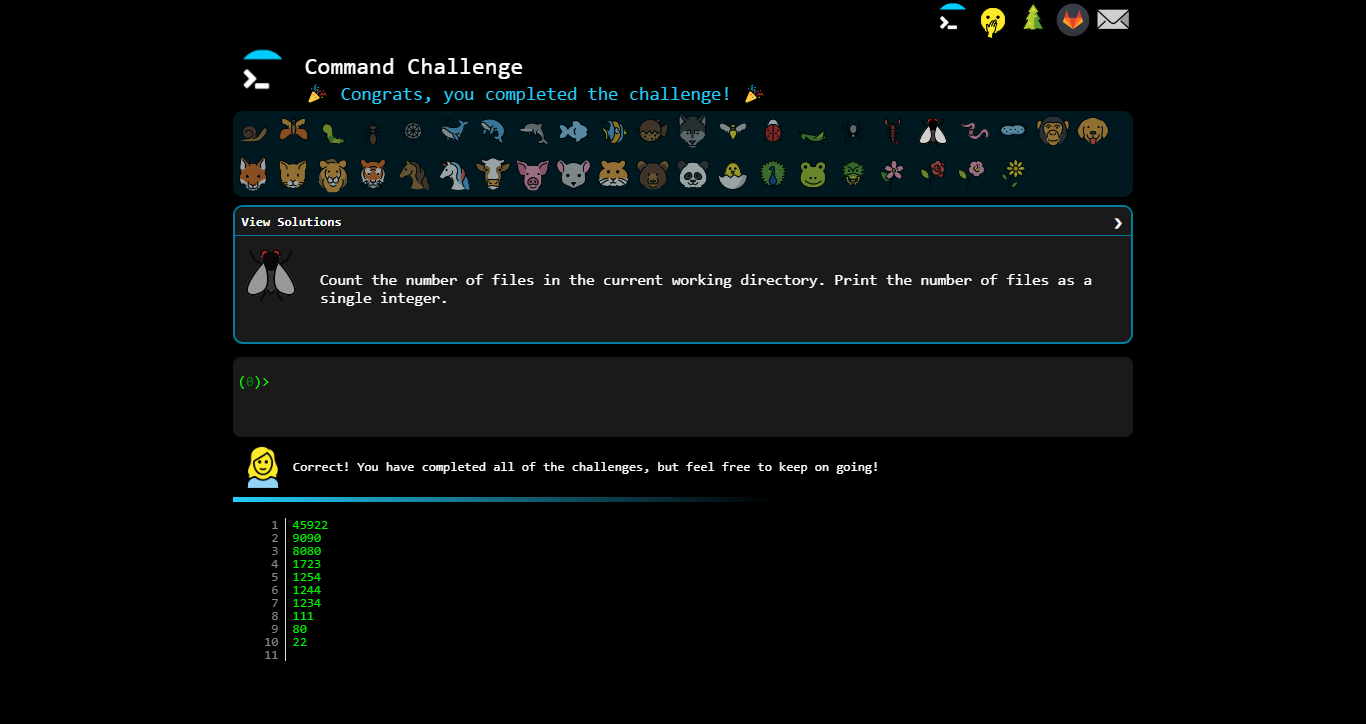 Command Challenge
🎉 Congrats, you completed the challenge! 🎉
View Solutions ❯
Count the number of files in the current working directory. Print the number of files as a
single integer.
(0)>
Correct! You have completed all of the challenges, but feel free to keep on going!
1 45922
2 9090
3 8080
4 1723
5 1254
6 1244
7 1234
8 111
9 80
10 22
11